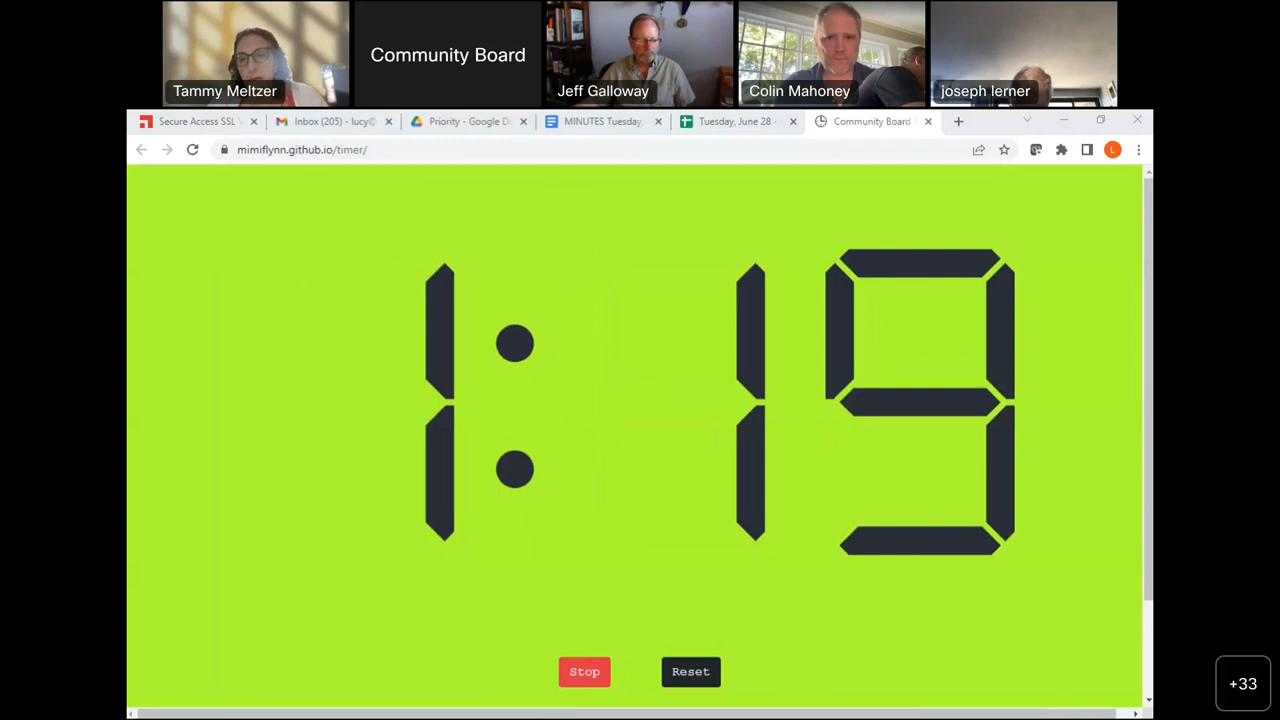 Community Board
Tammy Meltzer
Jeff Galloway
Colin Mahoney
joseph lerner
Secure Access SSL
Inbox (205) - lucy@
Priority - Google D
MINUTES Tuesday,
Tuesday, June 28 -
Community Board
mimiflynn.github.io/timer/
L
1:19
Stop
Reset
+33